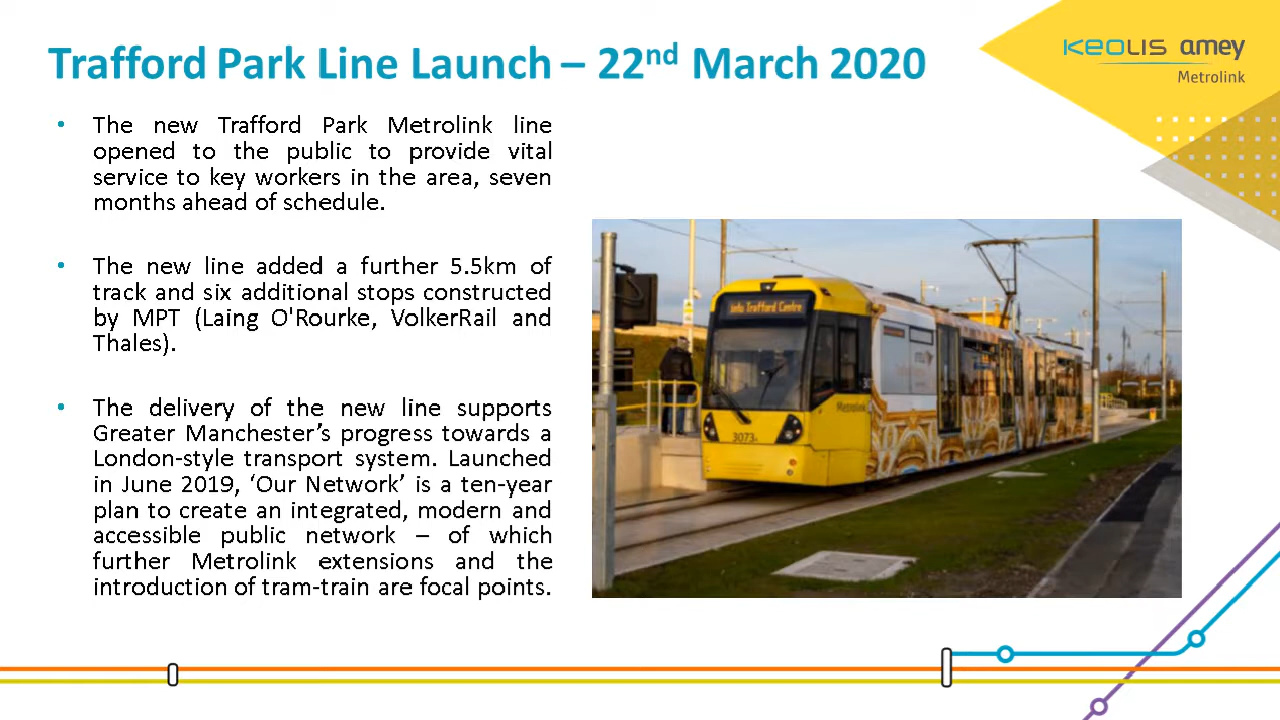 Trafford Park Line Launch – 22nd March 2020
KEOLIS amey
Metrolink
• The new Trafford Park Metrolink line
opened to the public to provide vital
service to key workers in the area, seven
months ahead of schedule.
• The new line added a further 5.5km of
track and six additional stops constructed
by MPT (Laing O'Rourke, VolkerRail and
Thales).
• The delivery of the new line supports
Greater Manchester’s progress towards a
London-style transport system. Launched
in June 2019, ‘Our Network’ is a ten-year
plan to create an integrated, modern and
accessible public network – of which
further Metrolink extensions and the
introduction of tram-train are focal points.
intu Trafford Centre
Metrolink
3073